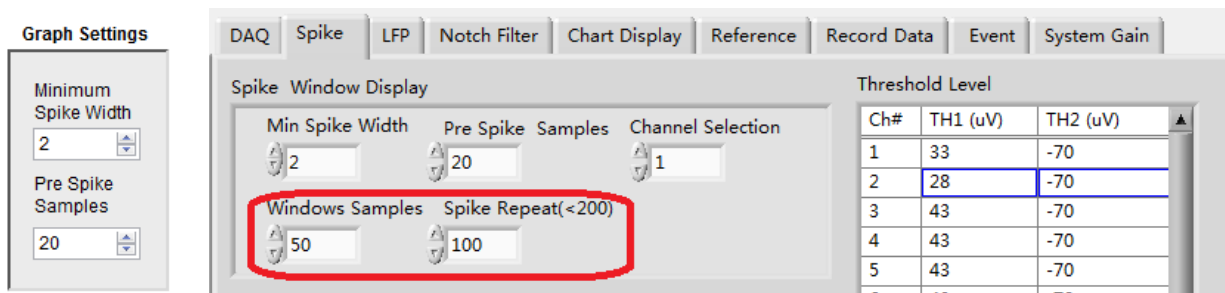 Graph Settings
Minimum
Spike Width
2
Pre Spike
Samples
20
DAQ Spike LFP Notch Filter Chart Display Reference Record Data Event System Gain
Spike Window Display
Min Spike Width Pre Spike Samples Channel Selection
2 20 1
Windows Samples Spike Repeat(<200)
50 100
Threshold Level
Ch# TH1 (uV) TH2 (uV)
1 33 -70
2 28 -70
3 43 -70
4 43 -70
5 43 -70